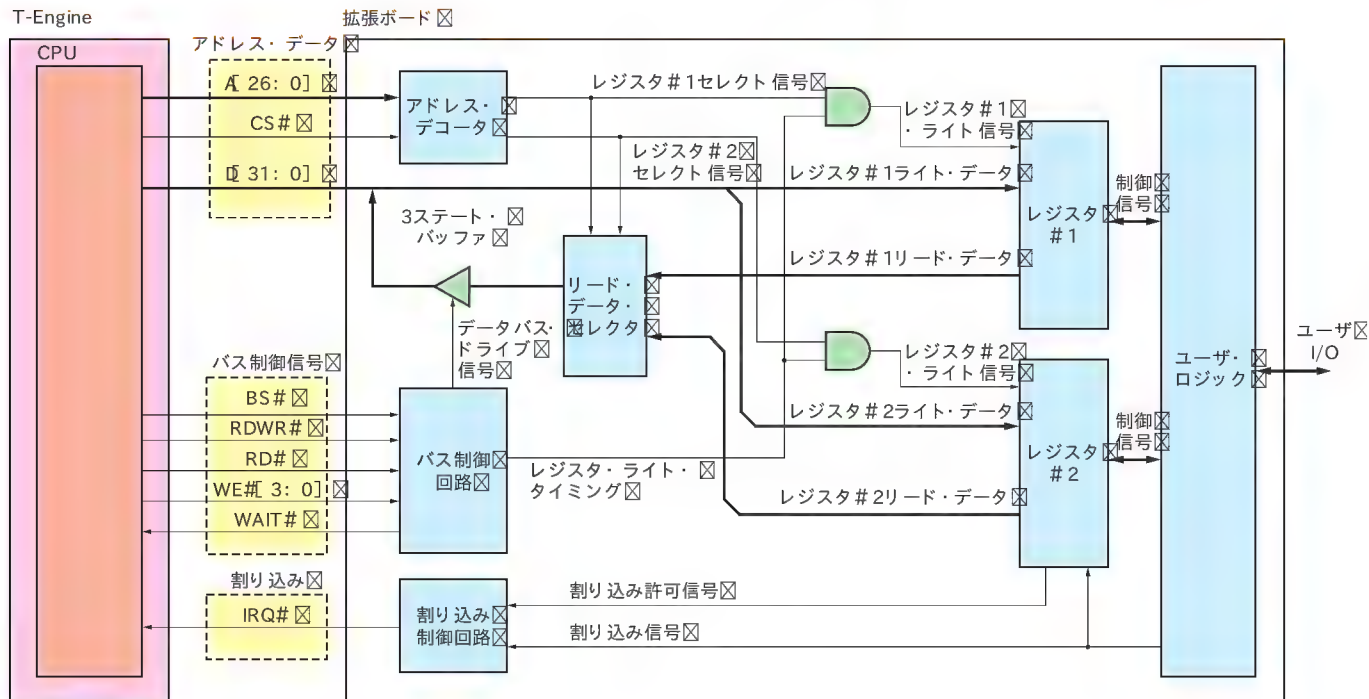 T-Engine
拡張ボード
CPU
アドレス・データ
A[26:0]
CS#
D[31:0]
アドレス・
デコータ
レジスタ#1セレクト信号
レジスタ#2
セレクト信号
レジスタ#1
・ライト信号
レジスタ#1ライト・データ
レジスタ
#1
制御
信号
3ステート・
バッファ
リード・
データ・
セレクタ
レジスタ#1リード・データ
データバス・
ドライブ
信号
レジスタ#2
・ライト信号
ユーザ・
ロジック
ユーザ
I/O
バス制御信号
BS#
RDWR#
RD#
WE#[3:0]
WAIT#
バス制御
回路
レジスタ・ライト・
タイミング
レジスタ#2ライト・データ
レジスタ
#2
制御
信号
レジスタ#2リード・データ
割り込み
IRQ#
割り込み
制御回路
割り込み許可信号
割り込み信号